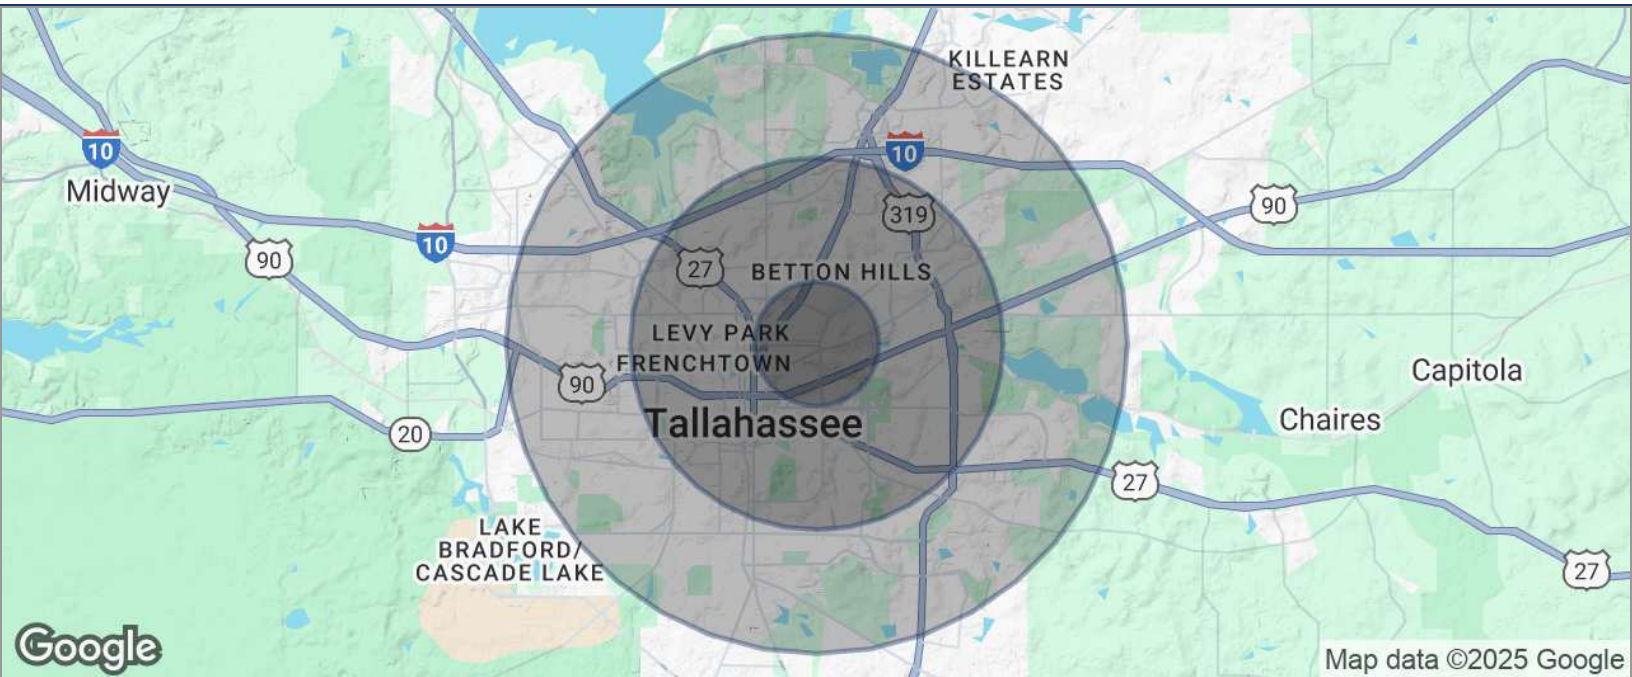 KILLEARN
ESTATES
10
10
Midway
90
319
10
90
27
BETTON HILLS
LEVY PARK
FRENCHTOWN
90
Capitola
Tallahassee
Chaires
20
27
LAKE
BRADFORD/
CASCADE LAKE
27
Google
Map data ©2025 Google